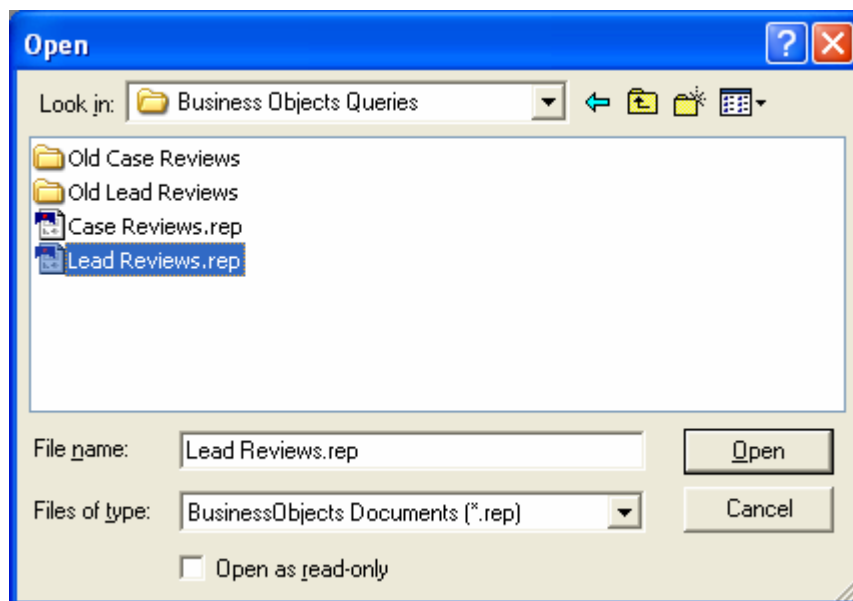 Open
Look in: Business Objects Queries
Old Case Reviews
Old Lead Reviews
Case Reviews.rep
Lead Reviews.rep
File name: Lead Reviews.rep Open
Files of type: BusinessObjects Documents (*.rep) Cancel
Open as read-only